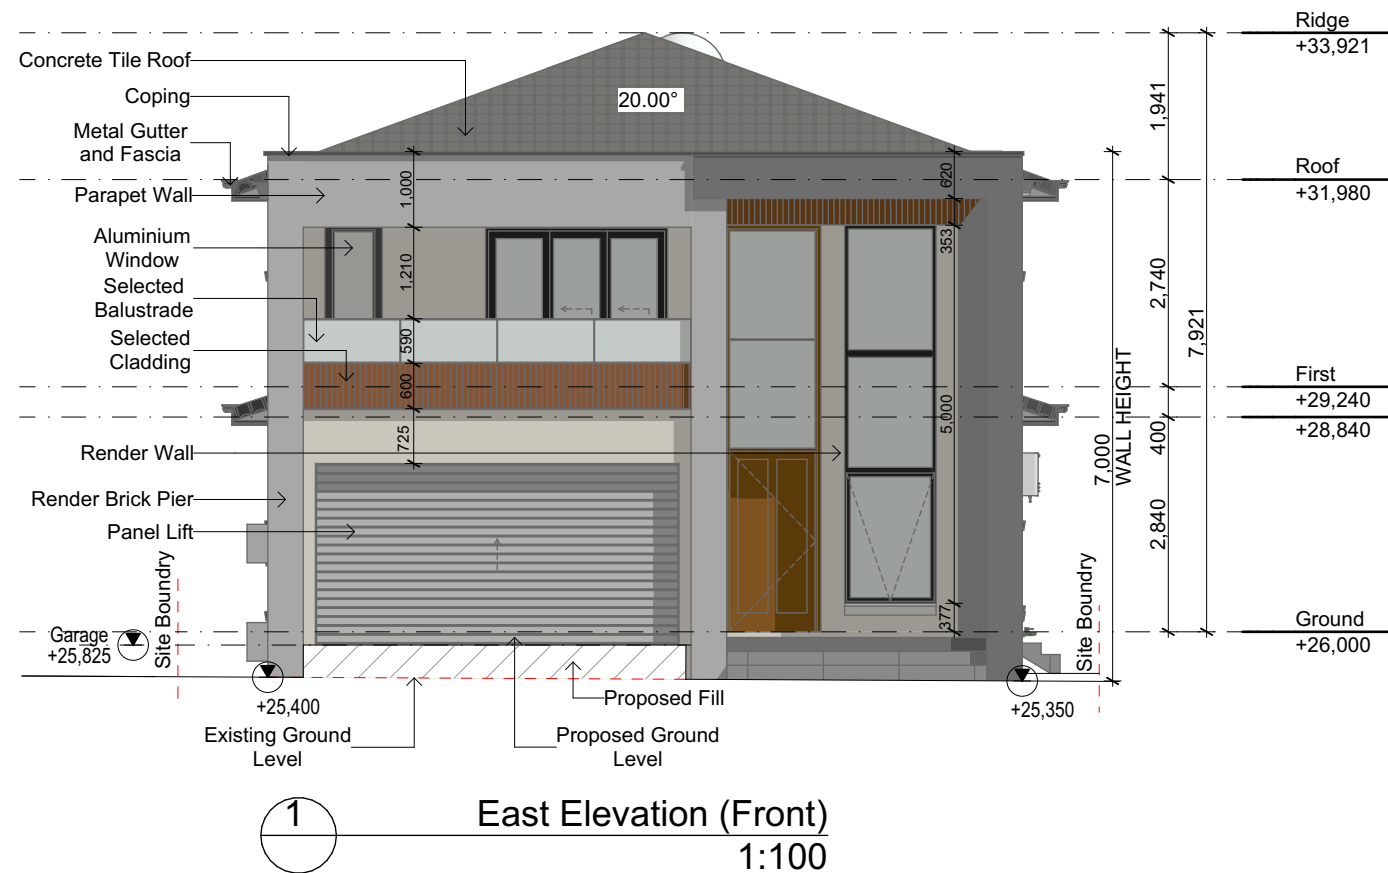 Ridge
+33,921
Concrete Tile Roof
20.00°
Coping
1,941
Metal Gutter
and Fascia
Roof
+31,980
Parapet Wall
1,000
620
Aluminium
Window
353
1,210
2,740
Selected
Balustrade
7,921
Selected
Cladding
590
600
First
+29,240
+28,840
725
5,000
400
7,000
WALL HEIGHT
Render Wall
Render Brick Pier
Panel Lift
2,840
Site Boundry
Site Boundry
377
Garage
+25,825
Ground
+26,000
+25,400
Proposed Fill
+25,350
Existing Ground
Level
Proposed Ground
Level
1
East Elevation (Front)
1:100